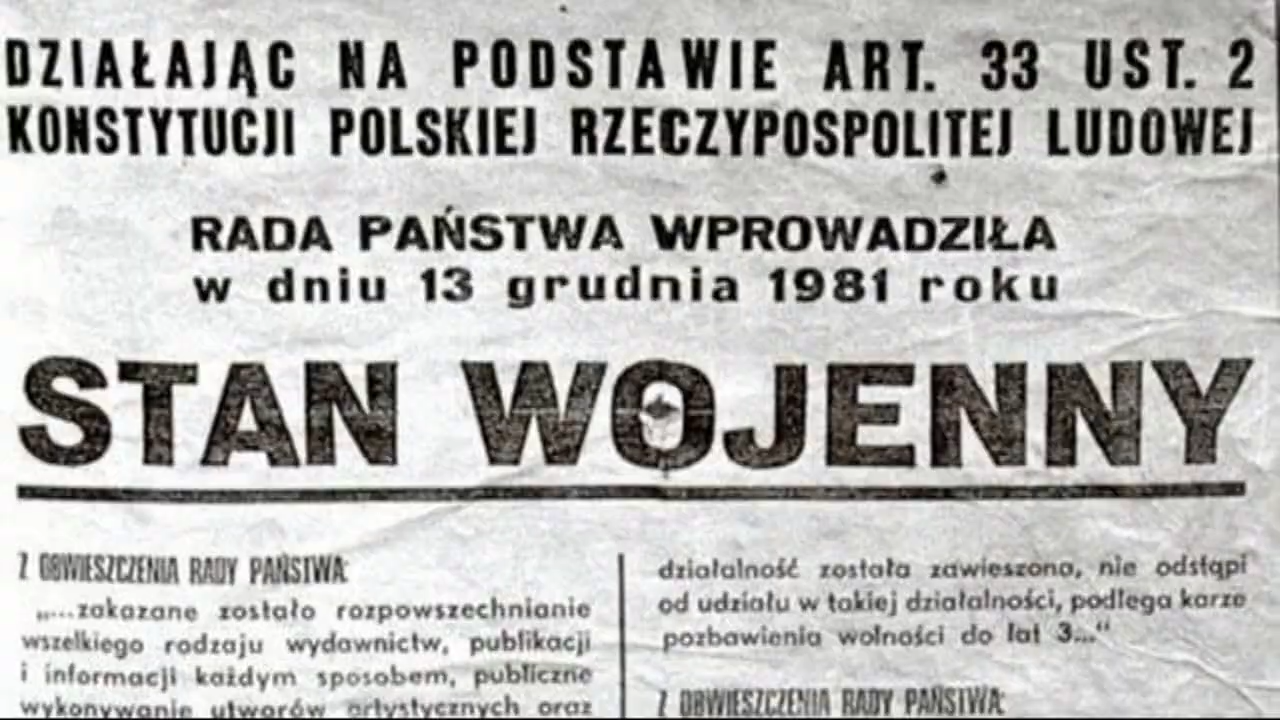 DZIAŁAJĄC NA PODSTAWIE ART. 33 UST. 2
KONSTYTUCJI POLSKIEJ RZECZYPOSPOLITEJ LUDOWEJ
RADA PAŃSTWA WPROWADZIŁA
w dniu 13 grudnia 1981 roku
STAN WOJENNY
Z OBWIESZCZENIA RADY PAŃSTWA:
„...zakazane zostało rozpowszechnianie
wszelkiego rodzaju wydawnictw, publikacji
i informacji każdym sposobem, publiczne
wykonywanie utworów artystycznych oraz
działalność została zawieszona, nie odstąpi
od udziału w takiej działalności, podlega karze
pozbawienia wolności do lat 3..."
Z OBWIESZCZENIA RADY PAŃSTWA: